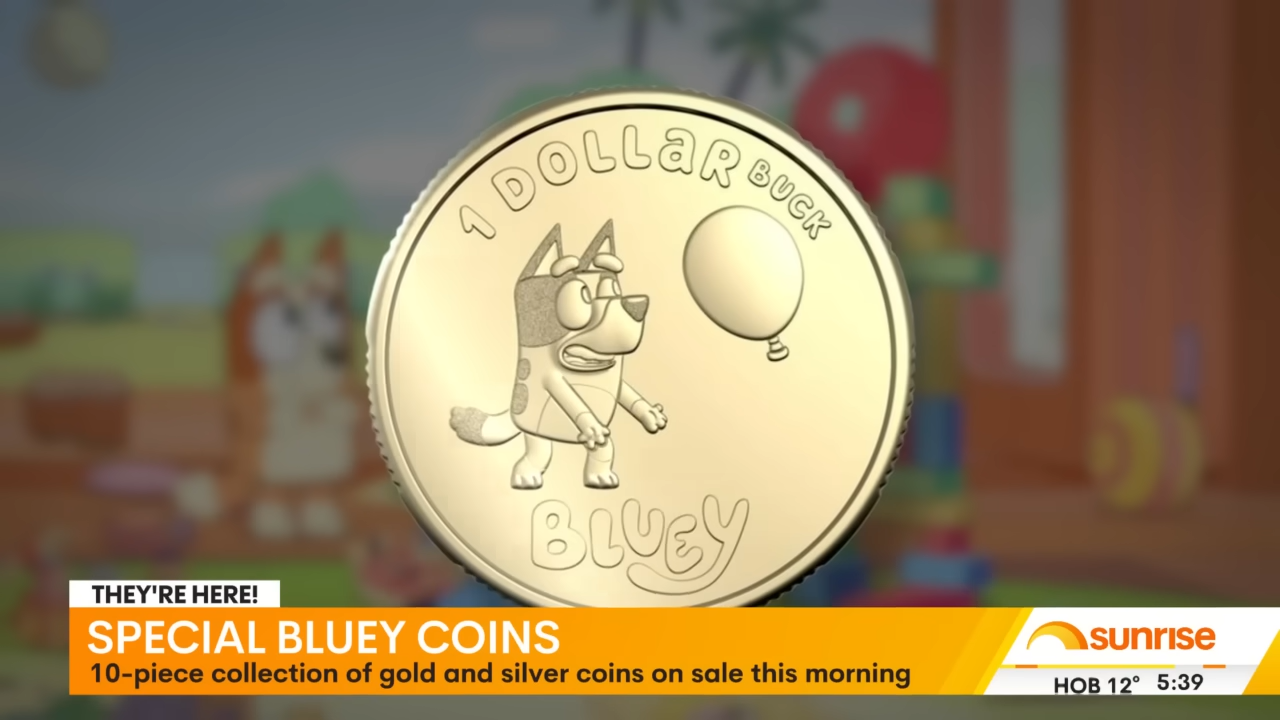 1 DOLLaR BUCK
BLUEY
THEY'RE HERE!
SPECIAL BLUEY COINS
10-piece collection of gold and silver coins on sale this morning
sunrise
HOB 12° 5:39